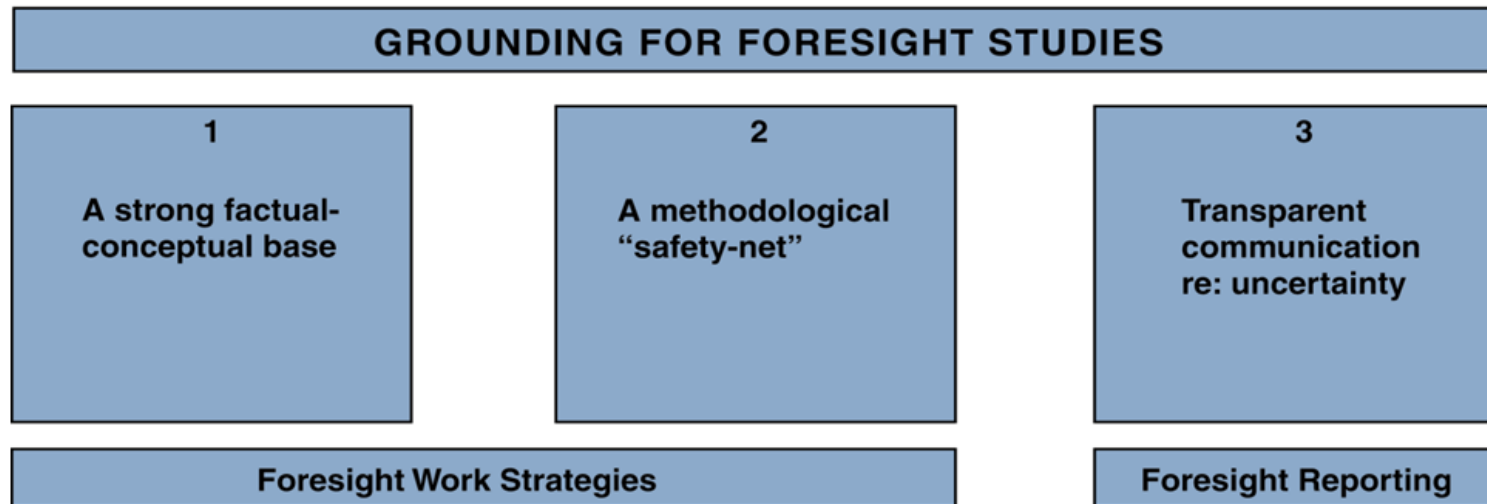 GROUNDING FOR FORESIGHT STUDIES
1
A strong factual-
conceptual base
2
A methodological
“safety-net”
3
Transparent
communication
re: uncertainty
Foresight Work Strategies
Foresight Reporting